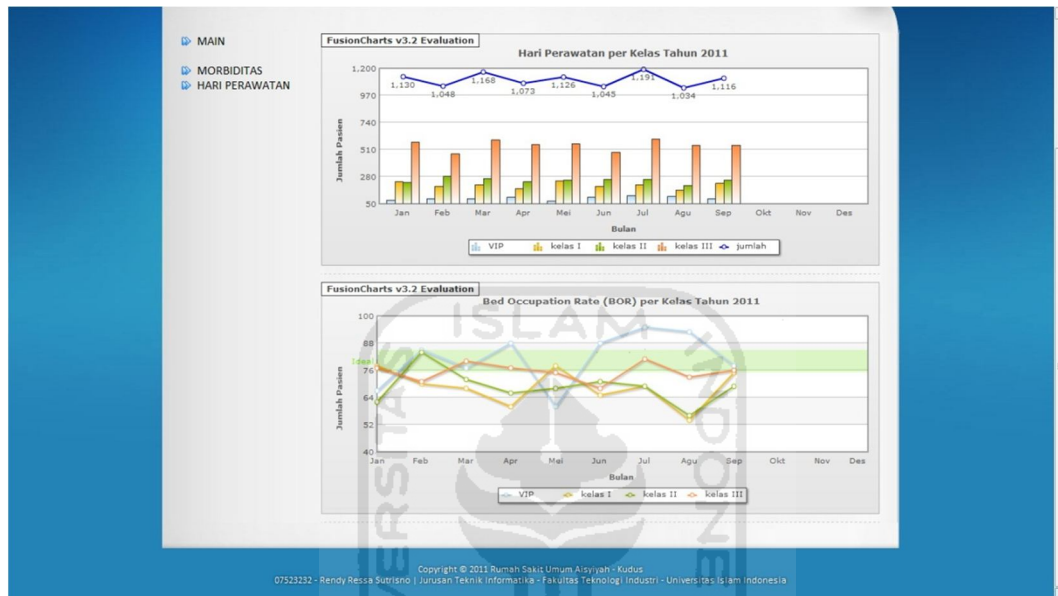 MAIN
MORBIDITAS
HARI PERAWATAN
FusionCharts v3.2 Evaluation
Hari Perawatan per Kelas Tahun 2011
Jumlah Pasien
1,200
970
740
510
280
50
1,130
1,048
1,168
1,073
1,126
1,045
1,191
1,034
1,116
Jan Feb Mar Apr Mei Jun Jul Agu Sep Okt Nov Des
Bulan
VIP kelas I kelas II kelas III jumlah
FusionCharts v3.2 Evaluation
Bed Occupation Rate (BOR) per Kelas Tahun 2011
Jumlah Pasien
100
88
Ideal
76
64
52
40
Jan Feb Mar Apr Mei Jun Jul Agu Sep Okt Nov Des
Bulan
VIP kelas I kelas II kelas III
ISLAM
Copyright © 2011 Rumah Sakit Umum Aisyiyah - Kudus
07523232 - Rendy Ressa Sutrisno | Jurusan Teknik Informatika - Fakultas Teknologi Industri - Universitas Islam Indonesia